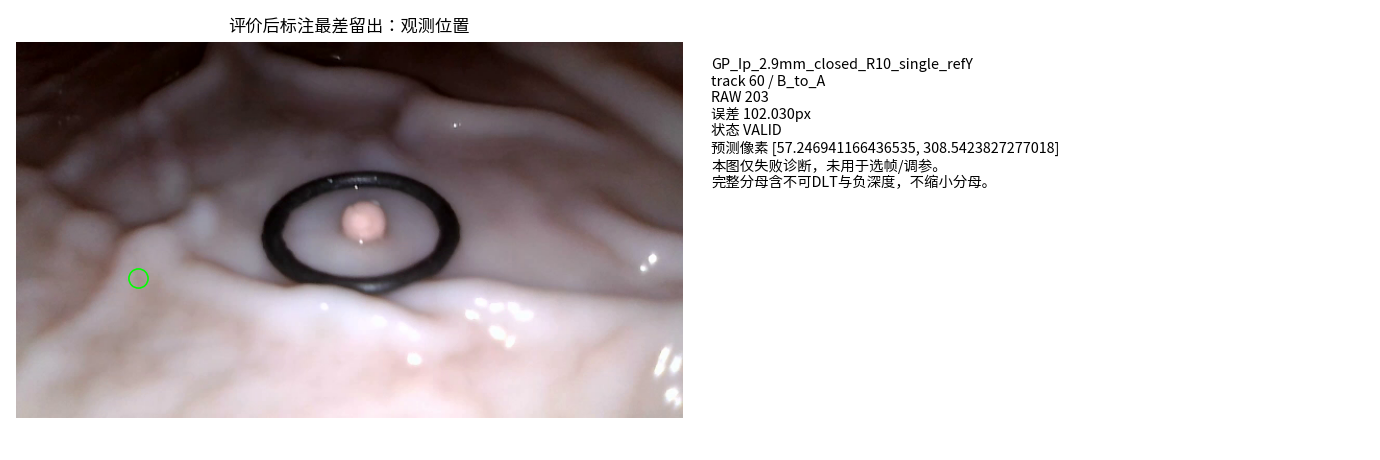 评价后标注最差留出：观测位置
GP_Ip_2.9mm_closed_R10_single_refY
track 60 / B_to_A
RAW 203
误差 102.030px
状态 VALID
预测像素 [57.246941166436535, 308.5423827277018]
本图仅失败诊断，未用于选帧/调参。
完整分母含不可DLT与负深度，不缩小分母。